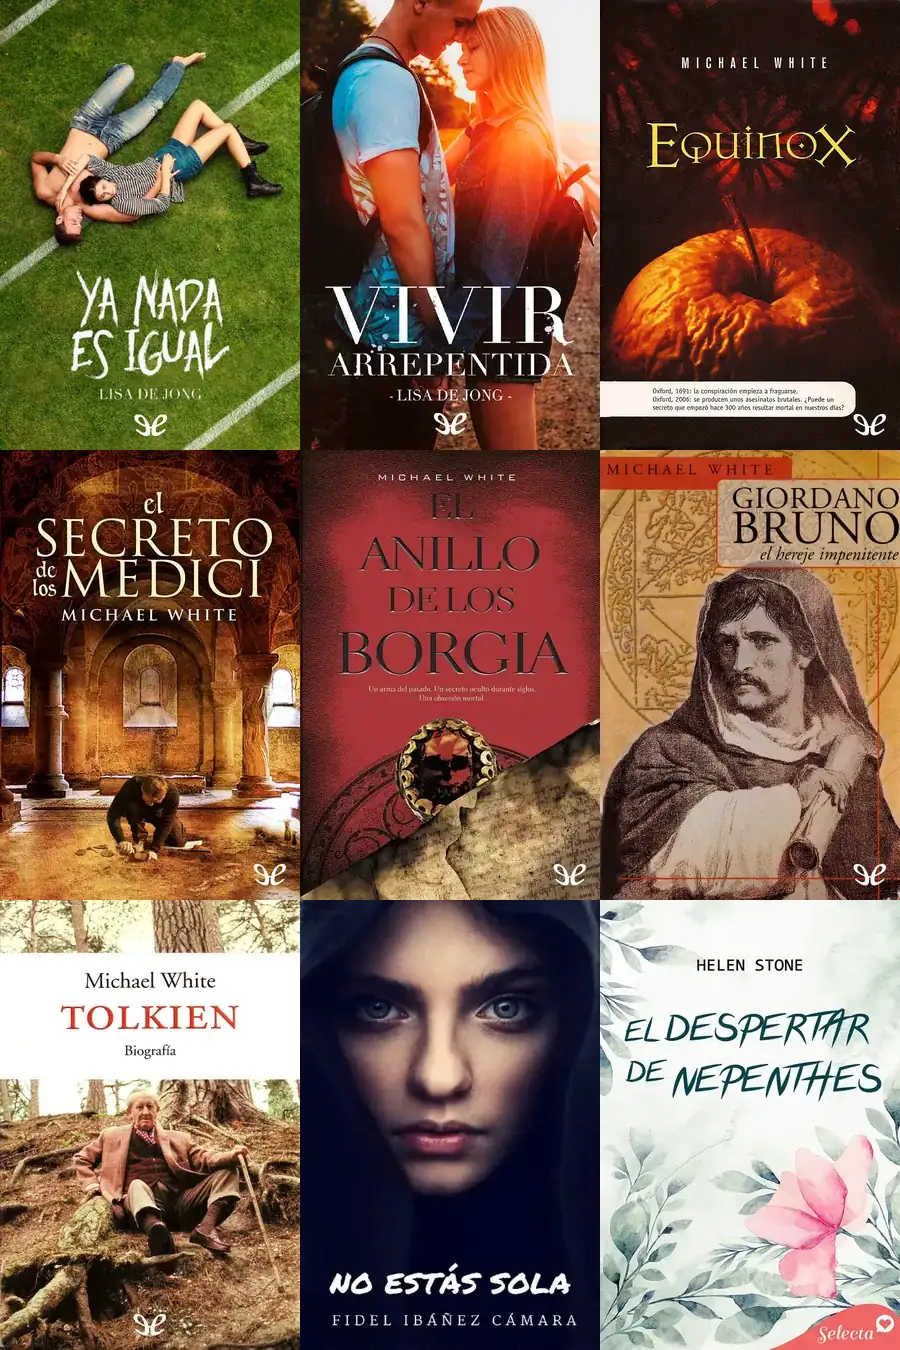 YA NADA
ES IGUAL
LISA DE JONG
VIVIR
ARREPENTIDA
- LISA DE JONG -
MICHAEL WHITE
EQUINOX
Oxford, 1691: la conspiración empieza a fraguarse.
Oxford, 2006: se producen unos asesinatos brutales. ¿Puede un
secreto que empezó hace 300 años resultar mortal en nuestros días?
el
SECRETO
de los MEDICI
MICHAEL WHITE
MICHAEL WHITE
EL
ANILLO
DE LOS
BORGIA
Un arma del pasado. Un secreto oculto durante siglos.
Una obsesión mortal.
MICHAEL WHITE
GIORDANO
BRUNO
el hereje impenitente
Michael White
TOLKIEN
Biografía
NO ESTÁS SOLA
FIDEL IBÁÑEZ CÁMARA
HELEN STONE
EL DESPERTAR
DE NEPENTHES
Selecta